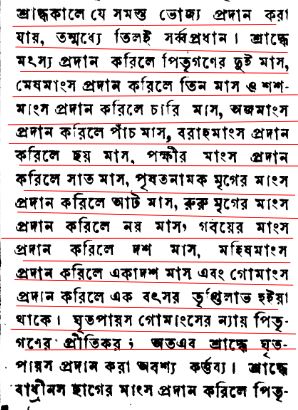 শ্রাদ্ধকালে যে সমস্ত ভোজ্য প্রদান করা
যায়, তন্মধ্যে তিলই সর্ব্বপ্রধান। শ্রাদ্ধে
মৎস্য প্রদান করিলে পিতৃগণের দুই মাস,
মেষমাংস প্রদান করিলে তিন মাস ও শশ-
মাংস প্রদান করিলে চারি মাস, অজমাংস
প্রদান করিলে পাঁচ মাস, বরাহমাংস প্রদান
করিলে ছয় মাস, পক্ষীর মাংস প্রদান
করিলে সাত মাস, পৃষতনামক মৃগের মাংস
প্রদান করিলে আট মাস, রুরু মৃগের মাংস
প্রদান করিলে নয় মাস, গবয়ের মাংস
প্রদান করিলে দশ মাস, মহিষমাংস
প্রদান করিলে একাদশ মাস এবং গোমাংস
প্রদান করিলে এক বৎসর তৃপ্তিলাভ হইয়া
থাকে। ঘৃতপায়স গোমাংসের ন্যায় পিতৃ-
গণের প্রীতিকর; অতএব শ্রাদ্ধে ঘৃত-
পায়স প্রদান করা অবশ্য কর্ত্তব্য। শ্রাদ্ধে
বাধ্রীনস ছাগের মাংস প্রদান করিলে পিতৃ-